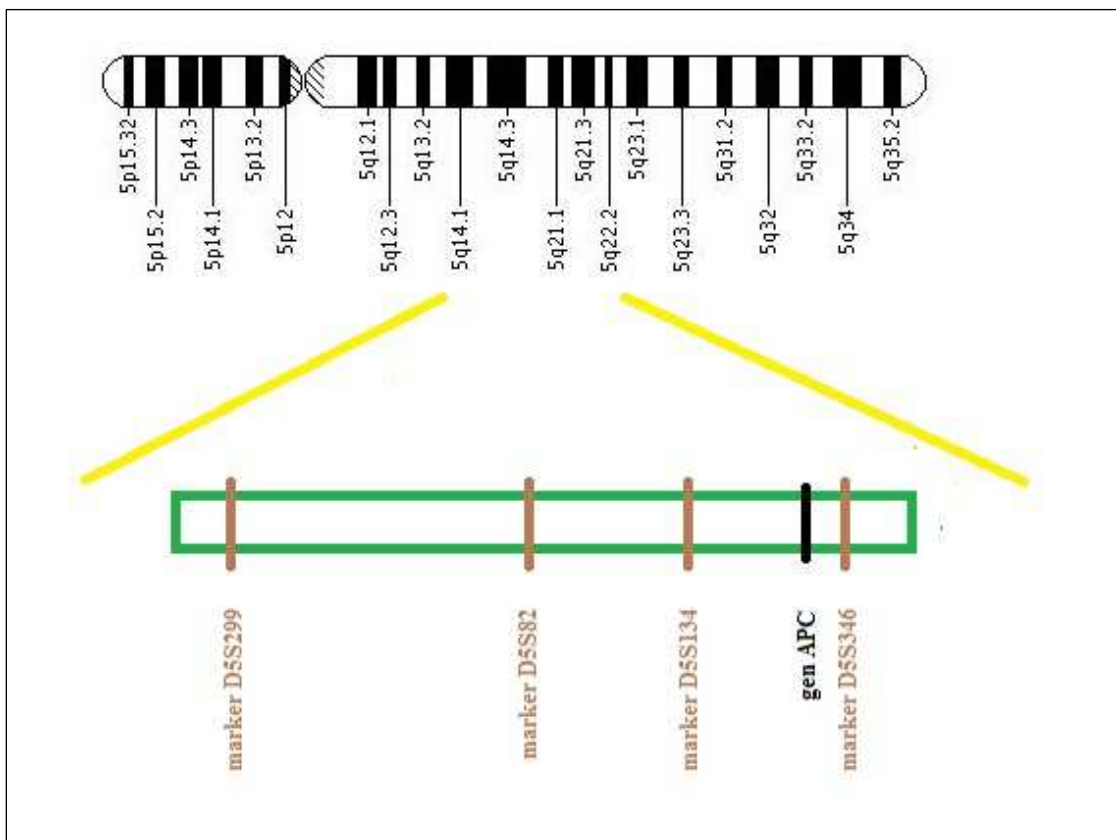 5p15.32
5p15.2
5p14.3
5p14.1
5p13.2
5p12
5q12.1
5q12.3
5q13.2
5q14.1
5q14.3
5q21.1
5q21.3
5q22.2
5q23.1
5q23.3
5q31.2
5q32
5q33.2
5q34
5q35.2
marker D5S299
marker D5S82
marker D5S134
gen APC
marker D5S346